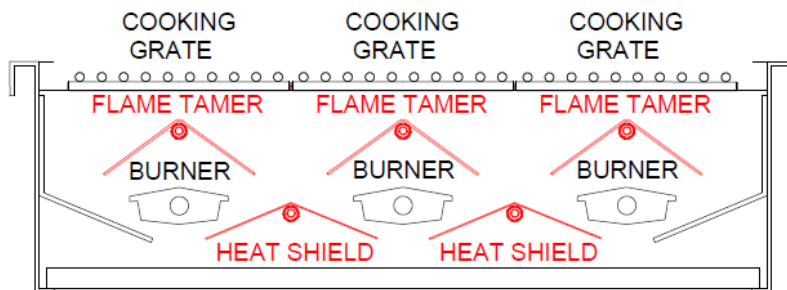 COOKING
GRATE
COOKING
GRATE
COOKING
GRATE
FLAME TAMER
FLAME TAMER
FLAME TAMER
BURNER
BURNER
BURNER
HEAT SHIELD
HEAT SHIELD